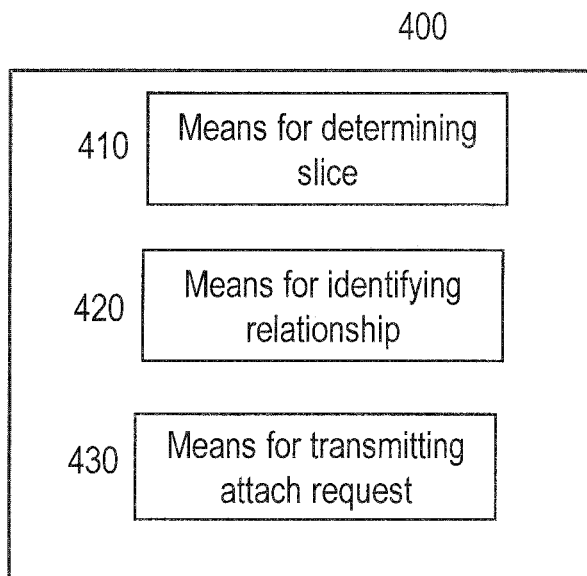 400
410
Means for determining
slice
420
Means for identifying
relationship
430
Means for transmitting
attach request